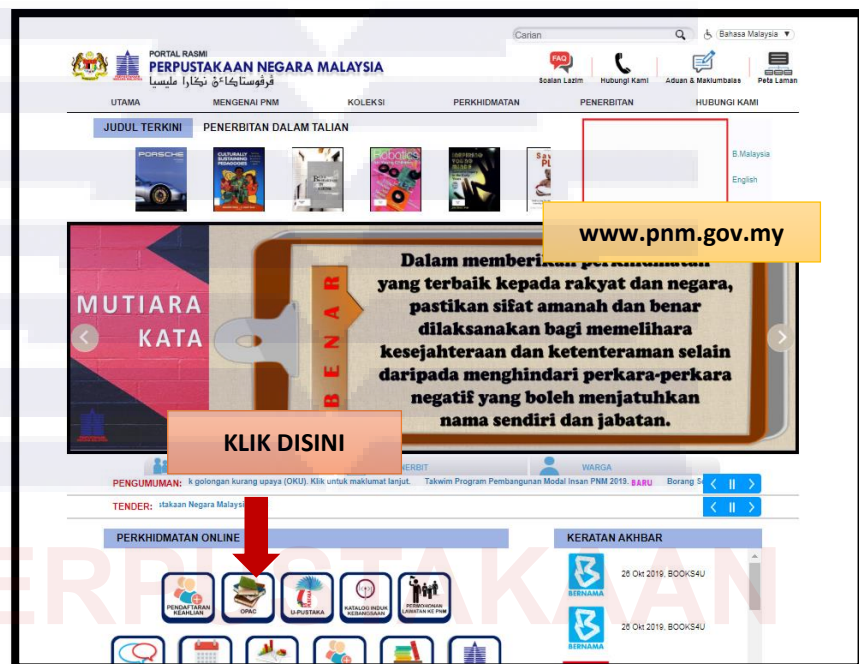 Carian
Bahasa Malaysia ▼
PORTAL RASMI
PERPUSTAKAAN NEGARA MALAYSIA
FAQ
Soalan Lazim
Hubungi Kami
Aduan & Maklumbalas
Peta Laman
UTAMA
MENGENAI PNM
KOLEKSI
PERKHIDMATAN
PENERBITAN
HUBUNGI KAMI
JUDUL TERKINI
PENERBITAN DALAM TALIAN
PORSCHE
CULTURALLY
SUSTAINING
PEDAGOGIES
Robotics
B.Malaysia
English
www.pnm.gov.my
MUTIARA
KATA
BENAR
Dalam memberikan perkhidmatan
yang terbaik kepada rakyat dan negara,
pastikan sifat amanah dan benar
dilaksanakan bagi memelihara
kesejahteraan dan ketenteraman selain
daripada menghindari perkara-perkara
negatif yang boleh menjatuhkan
nama sendiri dan jabatan.
KLIK DISINI
WARGA
PENGUMUMAN: k golongan kurang upaya (OKU). Klik untuk maklumat lanjut. Takwim Program Pembangunan Modal Insan PNM 2019. BARU Borang
TENDER: stakaan Negara Malaysi
PERKHIDMATAN ONLINE
KERATAN AKHBAR
PENDAFTARAN
KEAHLIAN
OPAC
U-PUSTAKA
KATALOG INDUK
KEBANGSAAN
PERMOHONAN
LAWATAN KE PNM
BERNAMA
26 Okt 2019. BOOKS4U
BERNAMA
26 Okt 2019. BOOKS4U
ERPUSTAKAAN